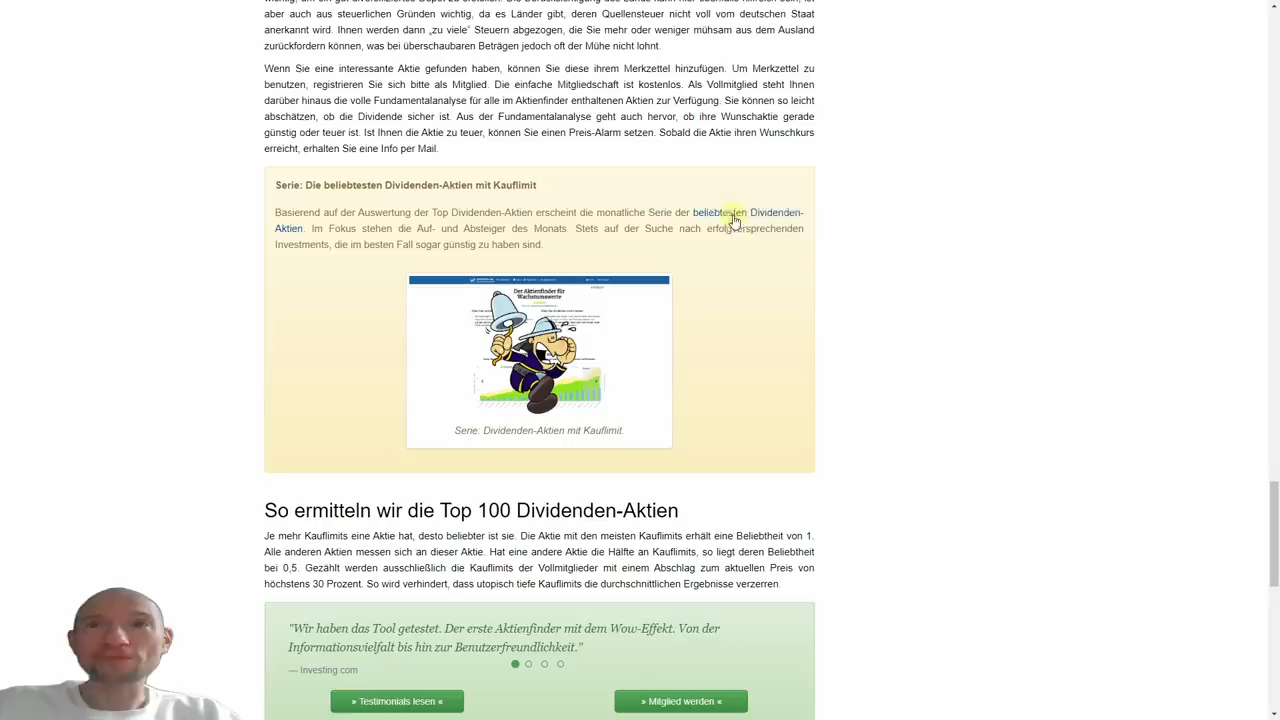 aber auch aus steuerlichen Gründen wichtig, da es Länder gibt, deren Quellensteuer nicht voll vom deutschen Staat
anerkannt wird. Ihnen werden dann „zu viele" Steuern abgezogen, die Sie mehr oder weniger mühsam aus dem Ausland
zurückfordern können, was bei überschaubaren Beträgen jedoch oft der Mühe nicht lohnt.
Wenn Sie eine interessante Aktie gefunden haben, können Sie diese ihrem Merkzettel hinzufügen. Um Merkzettel zu
benutzen, registrieren Sie sich bitte als Mitglied. Die einfache Mitgliedschaft ist kostenlos. Als Vollmitglied steht Ihnen
darüber hinaus die volle Fundamentalanalyse für alle im Aktienfinder enthaltenen Aktien zur Verfügung. Sie können so leicht
abschätzen, ob die Dividende sicher ist. Aus der Fundamentalanalyse geht auch hervor, ob ihre Wunschaktie gerade
günstig oder teuer ist. Ist Ihnen die Aktie zu teuer, können Sie einen Preis-Alarm setzen. Sobald die Aktie ihren Wunschkurs
erreicht, erhalten Sie eine Info per Mail.
Serie: Die beliebtesten Dividenden-Aktien mit Kauflimit
Basierend auf der Auswertung der Top Dividenden-Aktien erscheint die monatliche Serie der beliebtesten Dividenden-
Aktien. Im Fokus stehen die Auf- und Absteiger des Monats. Stets auf der Suche nach erfolgversprechenden
Investments, die im besten Fall sogar günstig zu haben sind.
Der Aktienfinder für
Wachstumswerte
Serie: Dividenden-Aktien mit Kauflimit.
So ermitteln wir die Top 100 Dividenden-Aktien
Je mehr Kauflimits eine Aktie hat, desto beliebter ist sie. Die Aktie mit den meisten Kauflimits erhält eine Beliebtheit von 1.
Alle anderen Aktien messen sich an dieser Aktie. Hat eine andere Aktie die Hälfte an Kauflimits, so liegt deren Beliebtheit
bei 0,5. Gezählt werden ausschließlich die Kauflimits der Vollmitglieder mit einem Abschlag zum aktuellen Preis von
höchstens 30 Prozent. So wird verhindert, dass utopisch tiefe Kauflimits die durchschnittlichen Ergebnisse verzerren.
"Wir haben das Tool getestet. Der erste Aktienfinder mit dem Wow-Effekt. Von der
Informationsvielfalt bis hin zur Benutzerfreundlichkeit."
— Investing.com
» Testimonials lesen «
» Mitglied werden «